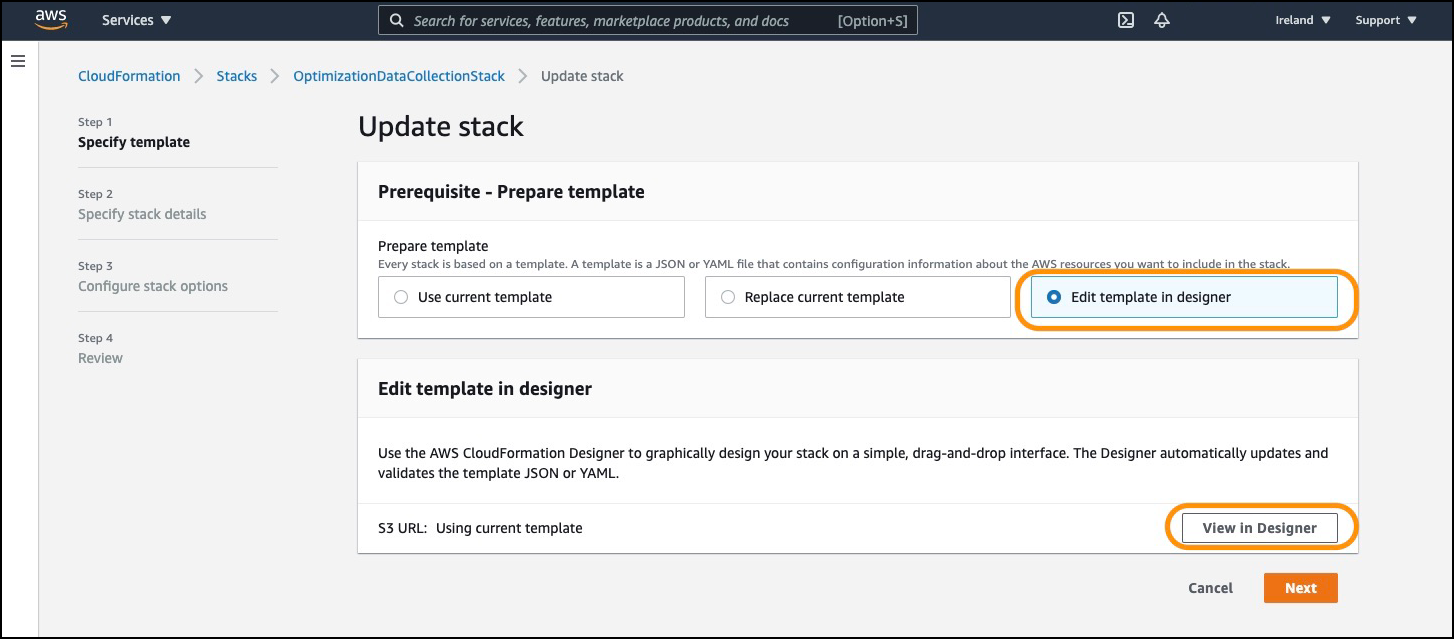 aws Services ▼ Search for services, features, marketplace products, and docs [Option+S] Ireland ▼ Support ▼
CloudFormation > Stacks > OptimizationDataCollectionStack > Update stack
Step 1
Specify template
Step 2
Specify stack details
Step 3
Configure stack options
Step 4
Review
Update stack
Prerequisite - Prepare template
Prepare template
Every stack is based on a template. A template is a JSON or YAML file that contains configuration information about the AWS resources you want to include in the stack.
Use current template Replace current template Edit template in designer
Edit template in designer
Use the AWS CloudFormation Designer to graphically design your stack on a simple, drag-and-drop interface. The Designer automatically updates and
validates the template JSON or YAML.
S3 URL: Using current template View in Designer
Cancel Next